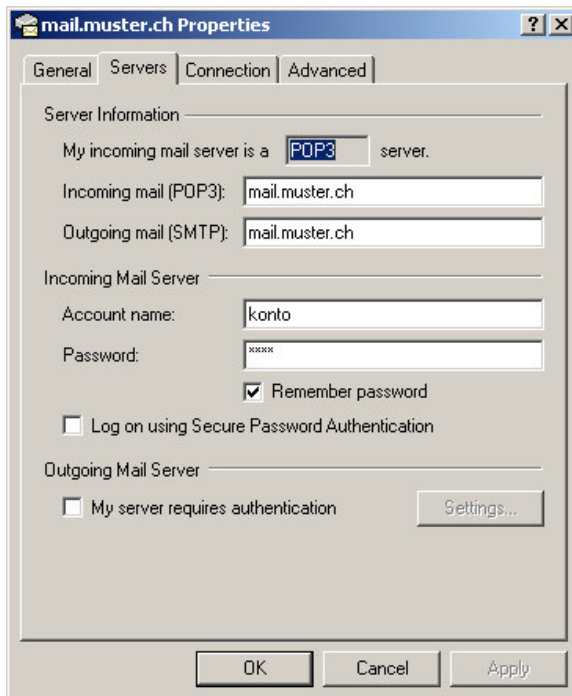 mail.muster.ch Properties
General Servers Connection Advanced
Server Information
My incoming mail server is a POP3 server.
Incoming mail (POP3): mail.muster.ch
Outgoing mail (SMTP): mail.muster.ch
Incoming Mail Server
Account name: konto
Password: ****
Remember password
Log on using Secure Password Authentication
Outgoing Mail Server
My server requires authentication Settings...
OK Cancel Apply